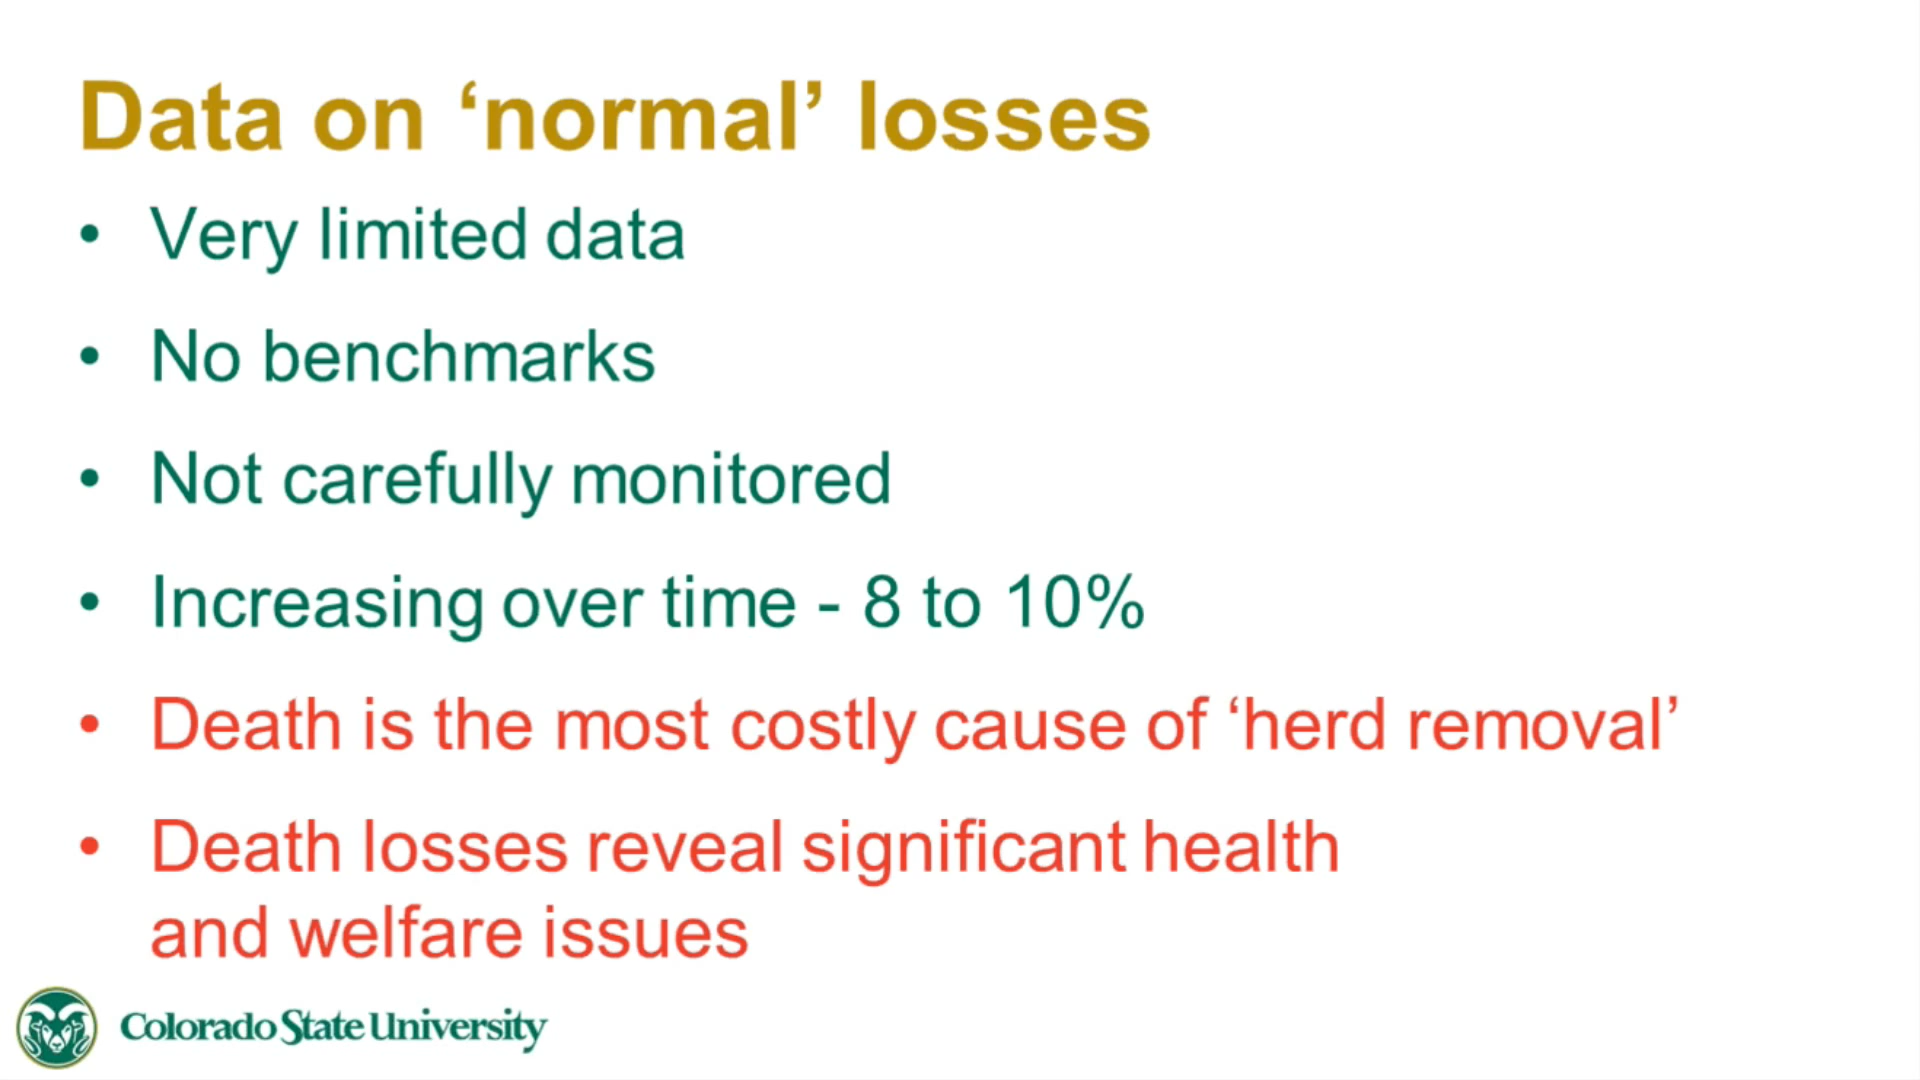 Data on ‘normal’ losses
• Very limited data
• No benchmarks
• Not carefully monitored
• Increasing over time - 8 to 10%
• Death is the most costly cause of ‘herd removal’
• Death losses reveal significant health
and welfare issues
Colorado State University